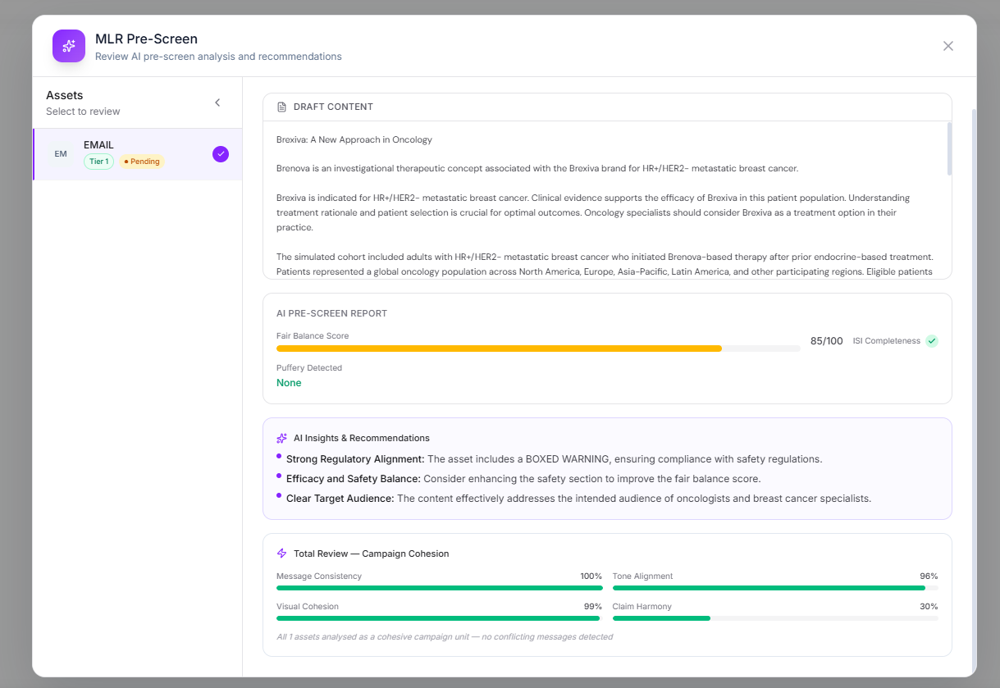 MLR Pre-Screen
Review AI pre-screen analysis and recommendations
Assets
Select to review
EM
EMAIL
Tier 1
Pending
DRAFT CONTENT
Brexiva: A New Approach in Oncology
Brenova is an investigational therapeutic concept associated with the Brexiva brand for HR+/HER2- metastatic breast cancer.
Brexiva is indicated for HR+/HER2- metastatic breast cancer. Clinical evidence supports the efficacy of Brexiva in this patient population. Understanding
treatment rationale and patient selection is crucial for optimal outcomes. Oncology specialists should consider Brexiva as a treatment option in their
practice.
The simulated cohort included adults with HR+/HER2- metastatic breast cancer who initiated Brenova-based therapy after prior endocrine-based treatment.
Patients represented a global oncology population across North America, Europe, Asia-Pacific, Latin America, and other participating regions. Eligible patients
AI PRE-SCREEN REPORT
Fair Balance Score
85/100
ISI Completeness
Puffery Detected
None
AI Insights & Recommendations
Strong Regulatory Alignment: The asset includes a BOXED WARNING, ensuring compliance with safety regulations.
Efficacy and Safety Balance: Consider enhancing the safety section to improve the fair balance score.
Clear Target Audience: The content effectively addresses the intended audience of oncologists and breast cancer specialists.
Total Review — Campaign Cohesion
Message Consistency 100%
Tone Alignment 96%
Visual Cohesion 99%
Claim Harmony 30%
All 1 assets analysed as a cohesive campaign unit — no conflicting messages detected